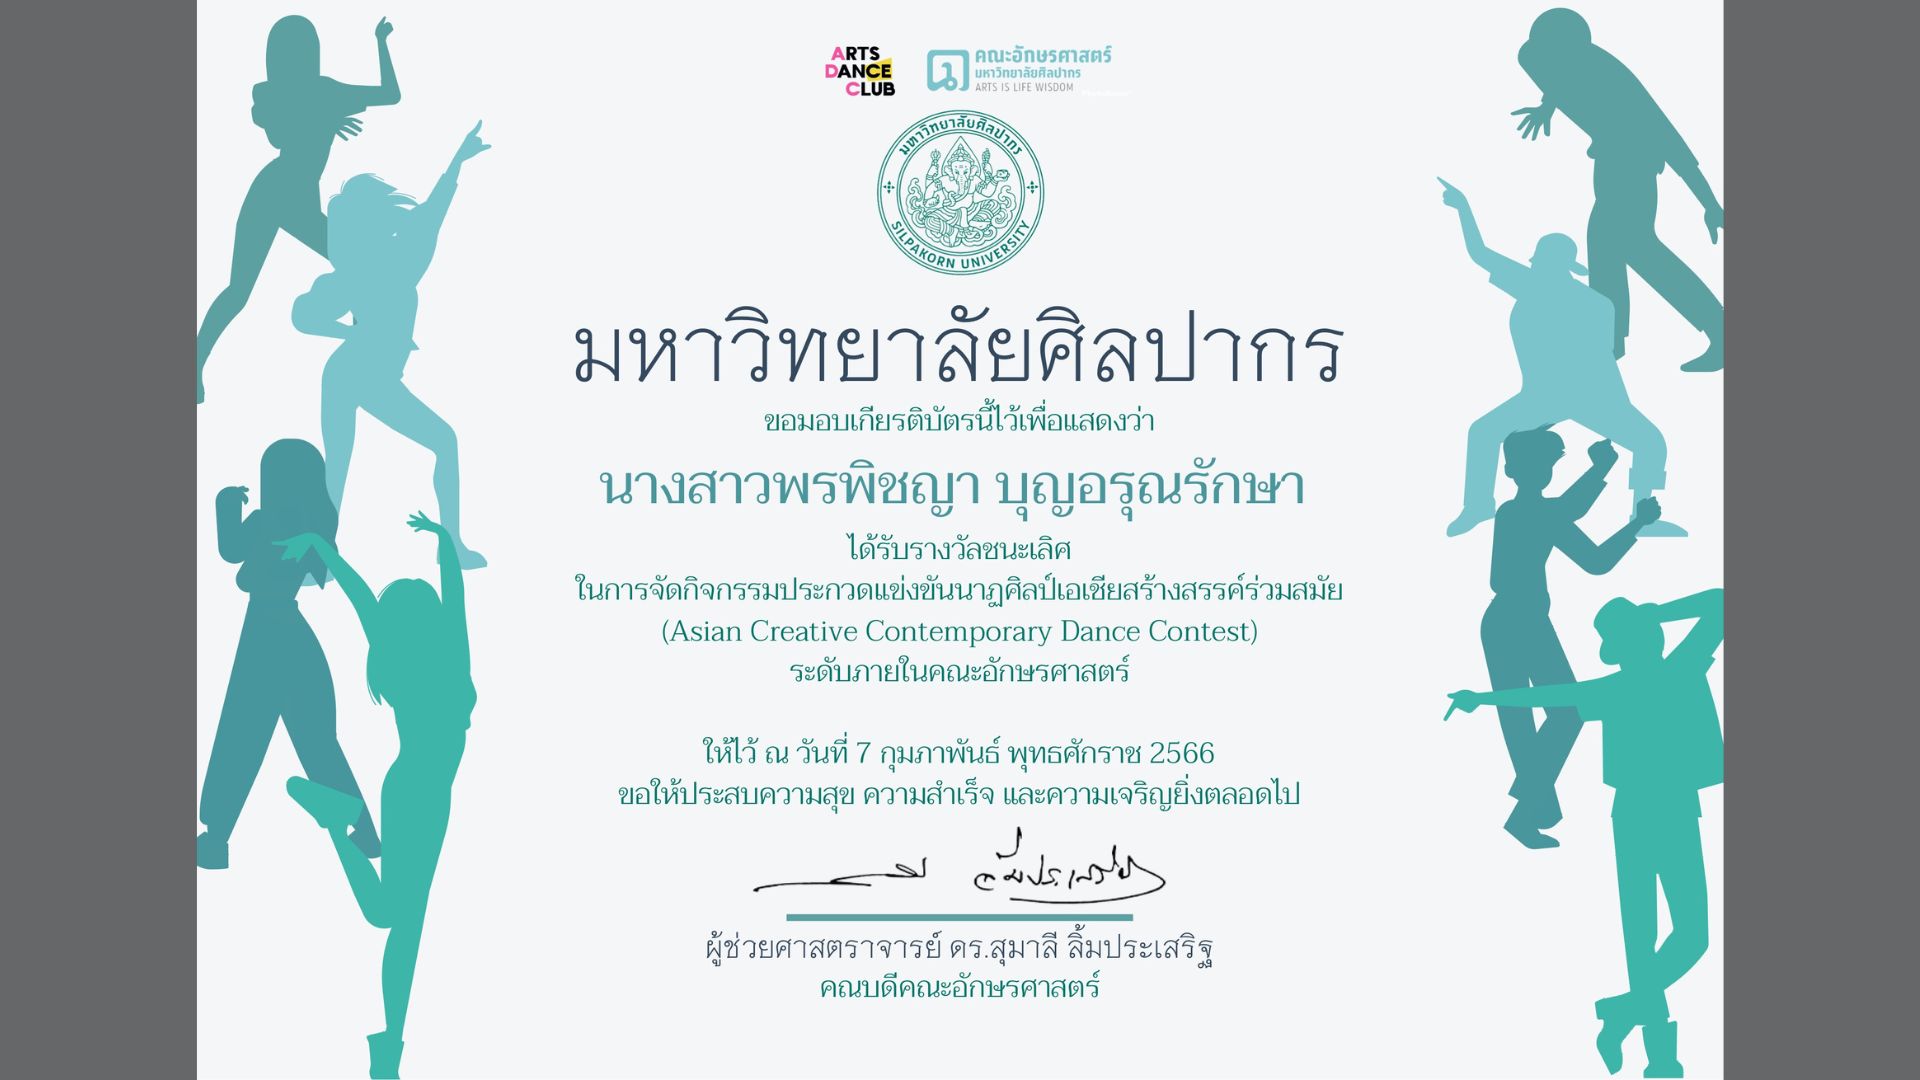 ARTS
DANCE
CLUB
คณะอักษรศาสตร์
มหาวิทยาลัยศิลปากร
ARTS IS LIFE WISDOM
มหาวิทยาลัยศิลปากร
SILPAKORN UNIVERSITY
มหาวิทยาลัยศิลปากร
ขอมอบเกียรติบัตรนี้ไว้เพื่อแสดงว่า
นางสาวพรพิชญา บุญอรุณรักษา
ได้รับรางวัลชนะเลิศ
ในการจัดกิจกรรมประกวดแข่งขันนาฏศิลป์เอเชียสร้างสรรค์ร่วมสมัย
(Asian Creative Contemporary Dance Contest)
ระดับภายในคณะอักษรศาสตร์
ให้ไว้ ณ วันที่ 7 กุมภาพันธ์ พุทธศักราช 2566
ขอให้ประสบความสุข ความสำเร็จ และความเจริญยิ่งตลอดไป
ผู้ช่วยศาสตราจารย์ ดร.สุมาลี ลิ้มประเสริฐ
คณบดีคณะอักษรศาสตร์